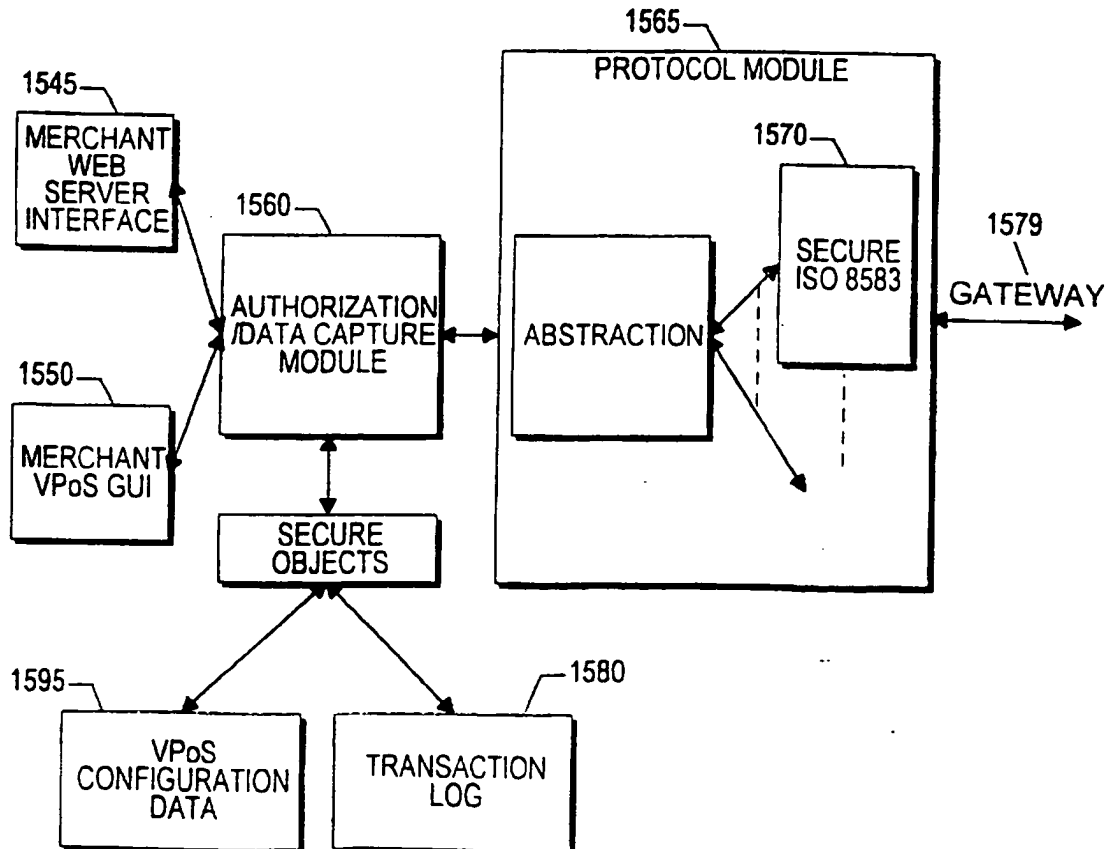 1565
PROTOCOL MODULE
1545
MERCHANT
WEB
SERVER
INTERFACE
1570
SECURE
ISO 8583
1560
AUTHORIZATION
/DATA CAPTURE
MODULE
ABSTRACTION
1579
GATEWAY
1550
MERCHANT
VPoS GUI
SECURE
OBJECTS
1595
VPoS
CONFIGURATION
DATA
1580
TRANSACTION
LOG